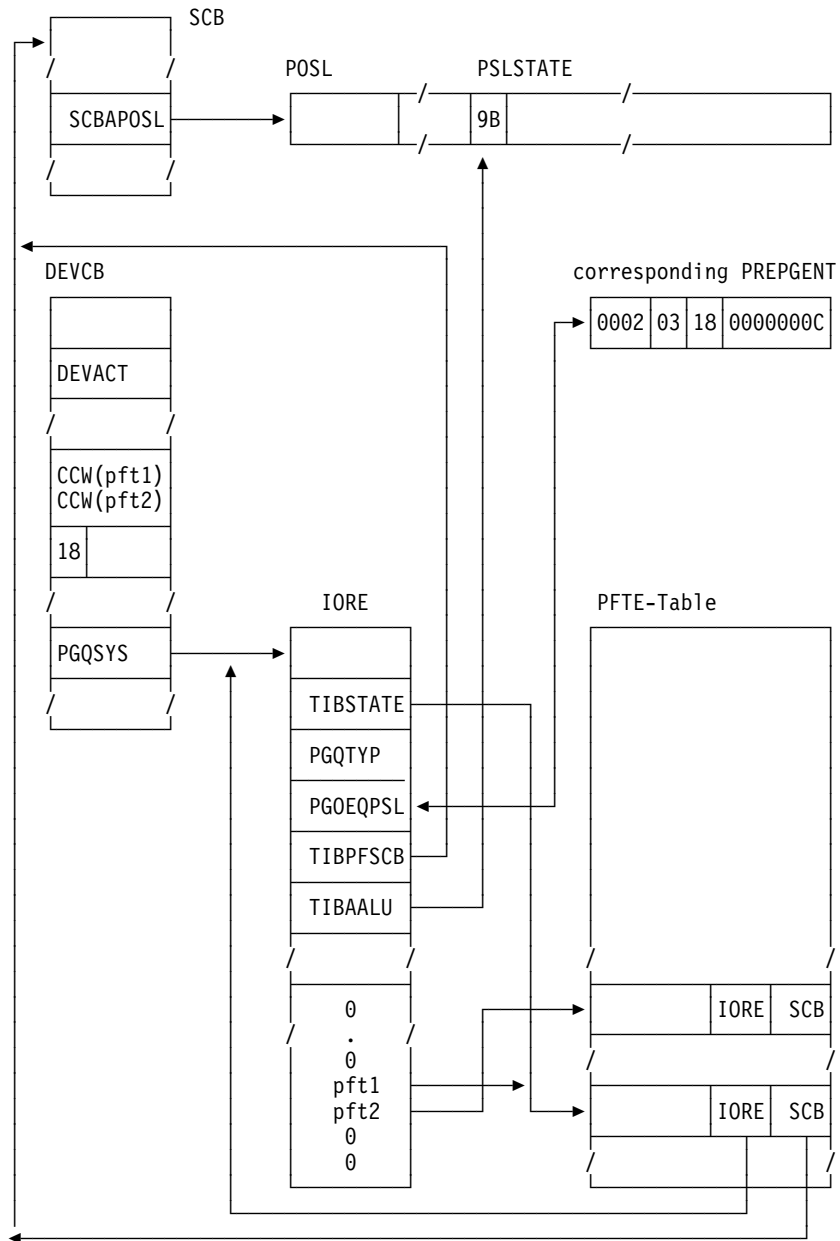 SCB
POSL PSLSTATE
SCBAPOSL 9B
DEVCB corresponding PREPGENT
0002 03 18 0000000C
DEVACT
CCW(pft1)
CCW(pft2)
18
IORE PFTE-Table
PGQSYS
TIBSTATE
PGQTYP
PGOEQPSL
TIBPFSCB
TIBAALU
0 IORE SCB
.
0
pft1
pft2 IORE SCB
0
0